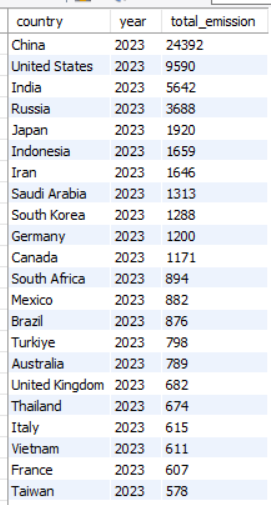 country year total_emission
China 2023 24392
United States 2023 9590
India 2023 5642
Russia 2023 3688
Japan 2023 1920
Indonesia 2023 1659
Iran 2023 1646
Saudi Arabia 2023 1313
South Korea 2023 1288
Germany 2023 1200
Canada 2023 1171
South Africa 2023 894
Mexico 2023 882
Brazil 2023 876
Turkiye 2023 798
Australia 2023 789
United Kingdom 2023 682
Thailand 2023 674
Italy 2023 615
Vietnam 2023 611
France 2023 607
Taiwan 2023 578